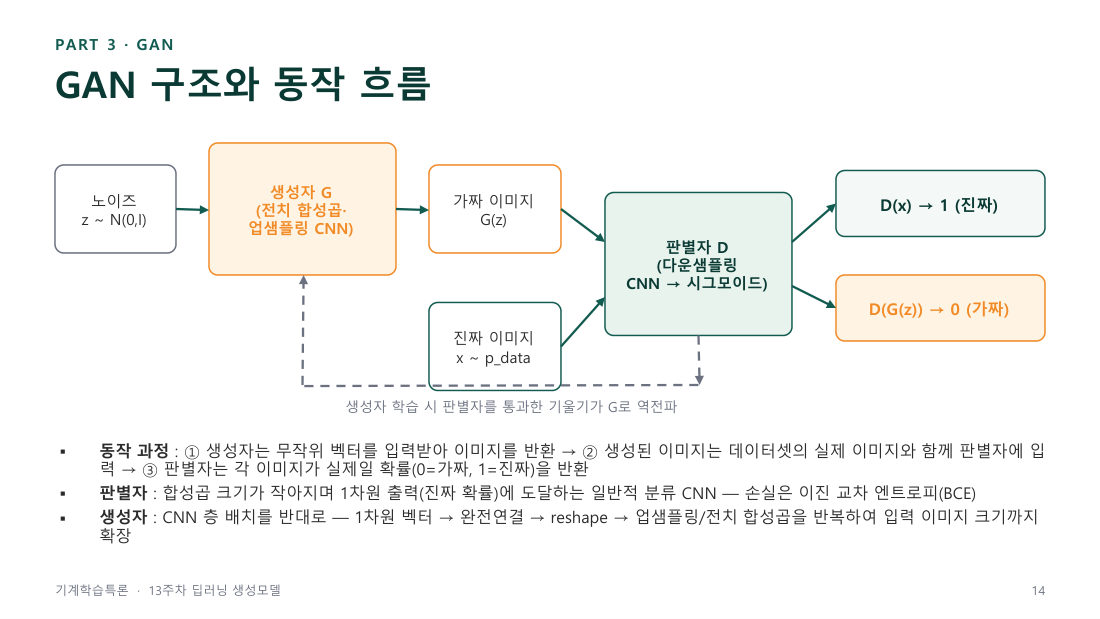 PART 3 · GAN
GAN 구조와 동작 흐름
노이즈
z ~ N(0,I)
생성자 G
(전치 합성곱·
업샘플링 CNN)
가짜 이미지
G(z)
진짜 이미지
x ~ p_data
판별자 D
(다운샘플링
CNN → 시그모이드)
D(x) → 1 (진짜)
D(G(z)) → 0 (가짜)
생성자 학습 시 판별자를 통과한 기울기가 G로 역전파
▪ 동작 과정 : ① 생성자는 무작위 벡터를 입력받아 이미지를 반환 → ② 생성된 이미지는 데이터셋의 실제 이미지와 함께 판별자에 입
력 → ③ 판별자는 각 이미지가 실제일 확률(0=가짜, 1=진짜)을 반환
▪ 판별자 : 합성곱 크기가 작아지며 1차원 출력(진짜 확률)에 도달하는 일반적 분류 CNN — 손실은 이진 교차 엔트로피(BCE)
▪ 생성자 : CNN 층 배치를 반대로 — 1차원 벡터 → 완전연결 → reshape → 업샘플링/전치 합성곱을 반복하여 입력 이미지 크기까지
확장
기계학습특론 · 13주차 딥러닝 생성모델
14